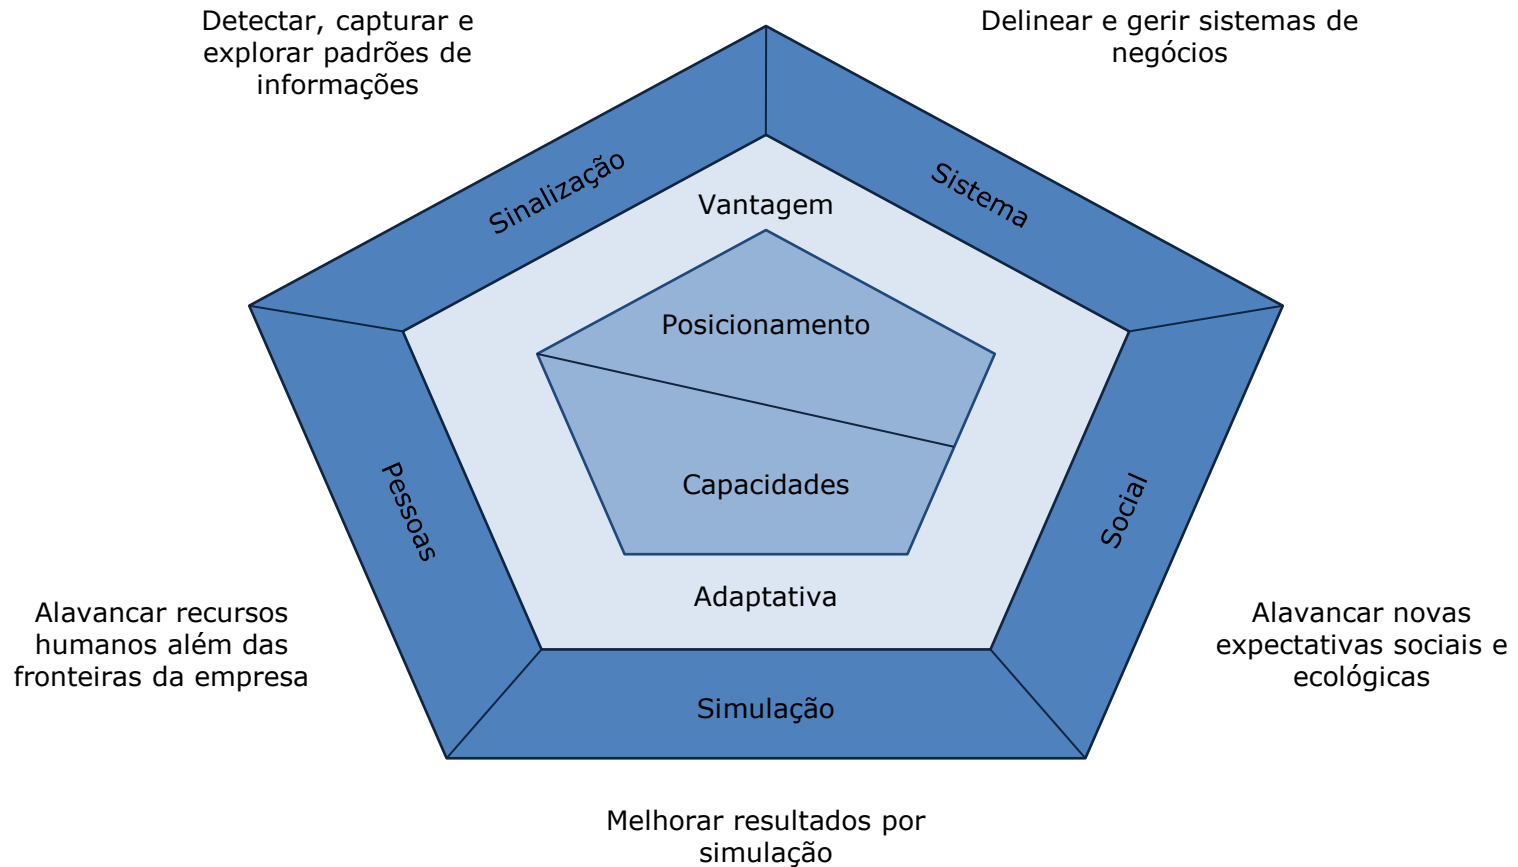 Detectar, capturar e
explorar padrões de
informações
Delinear e gerir sistemas de
negócios
Sinalização
Sistema
Vantagem
Posicionamento
Capacidades
Adaptativa
Pessoas
Social
Simulação
Alavancar recursos
humanos além das
fronteiras da empresa
Alavancar novas
expectativas sociais e
ecológicas
Melhorar resultados por
simulação